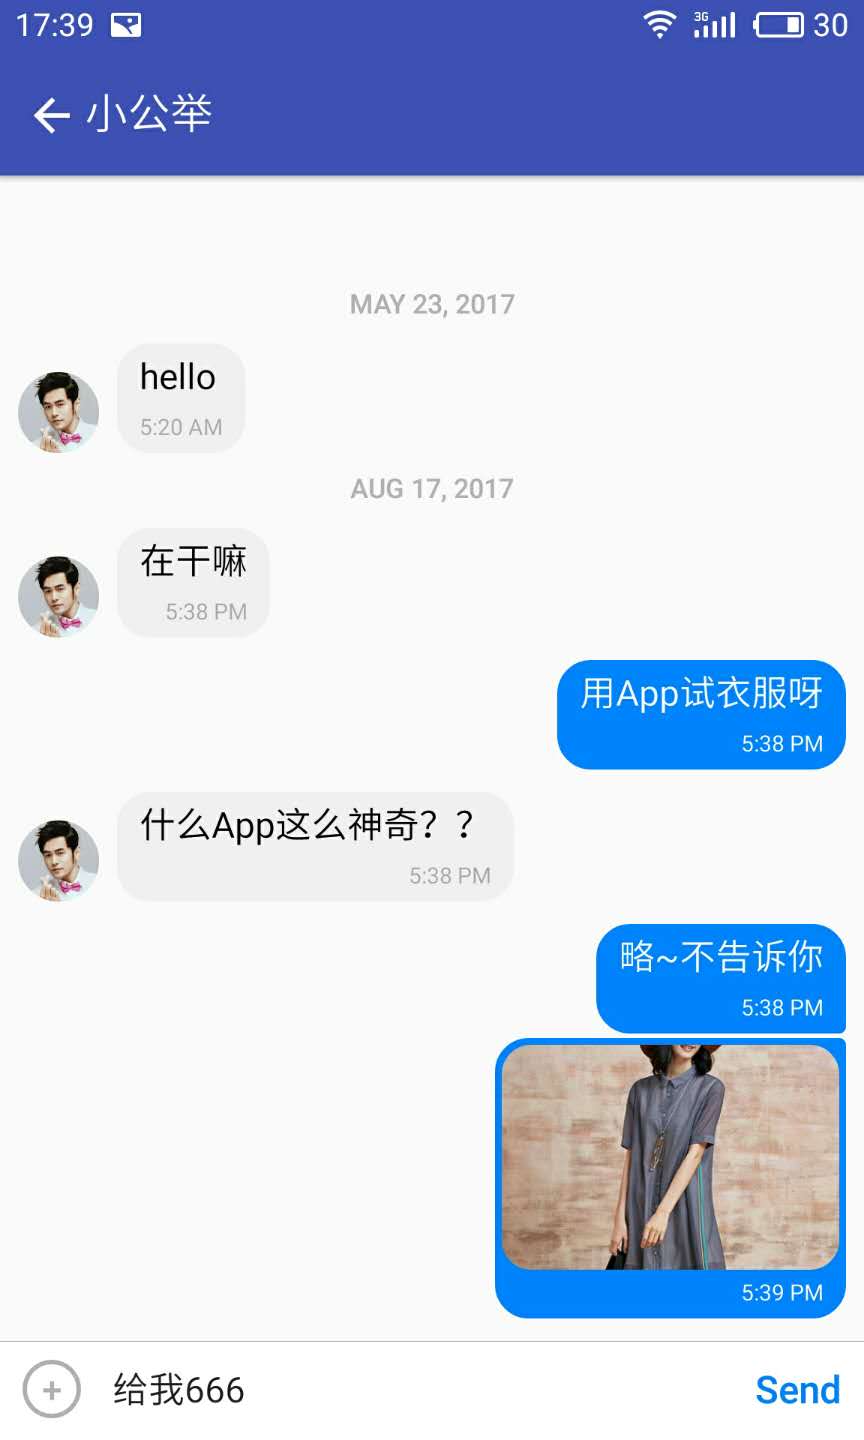 17:39
3G
30
小公举
MAY 23, 2017
hello
5:20 AM
AUG 17, 2017
在干嘛
5:38 PM
用App试衣服呀
5:38 PM
什么App这么神奇？？
5:38 PM
略~不告诉你
5:38 PM
5:39 PM
给我666
Send